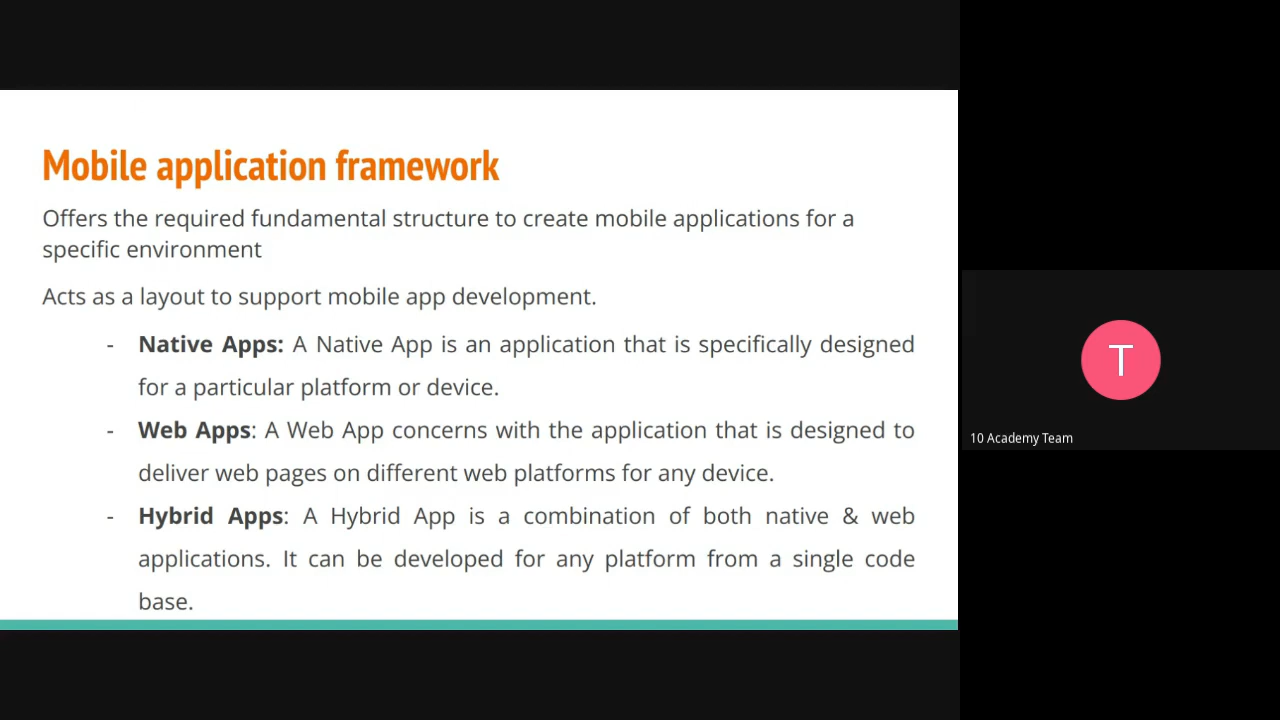 Mobile application framework
Offers the required fundamental structure to create mobile applications for a
specific environment
Acts as a layout to support mobile app development.
- Native Apps: A Native App is an application that is specifically designed
for a particular platform or device.
- Web Apps: A Web App concerns with the application that is designed to
deliver web pages on different web platforms for any device.
- Hybrid Apps: A Hybrid App is a combination of both native & web
applications. It can be developed for any platform from a single code
base.
T
10 Academy Team